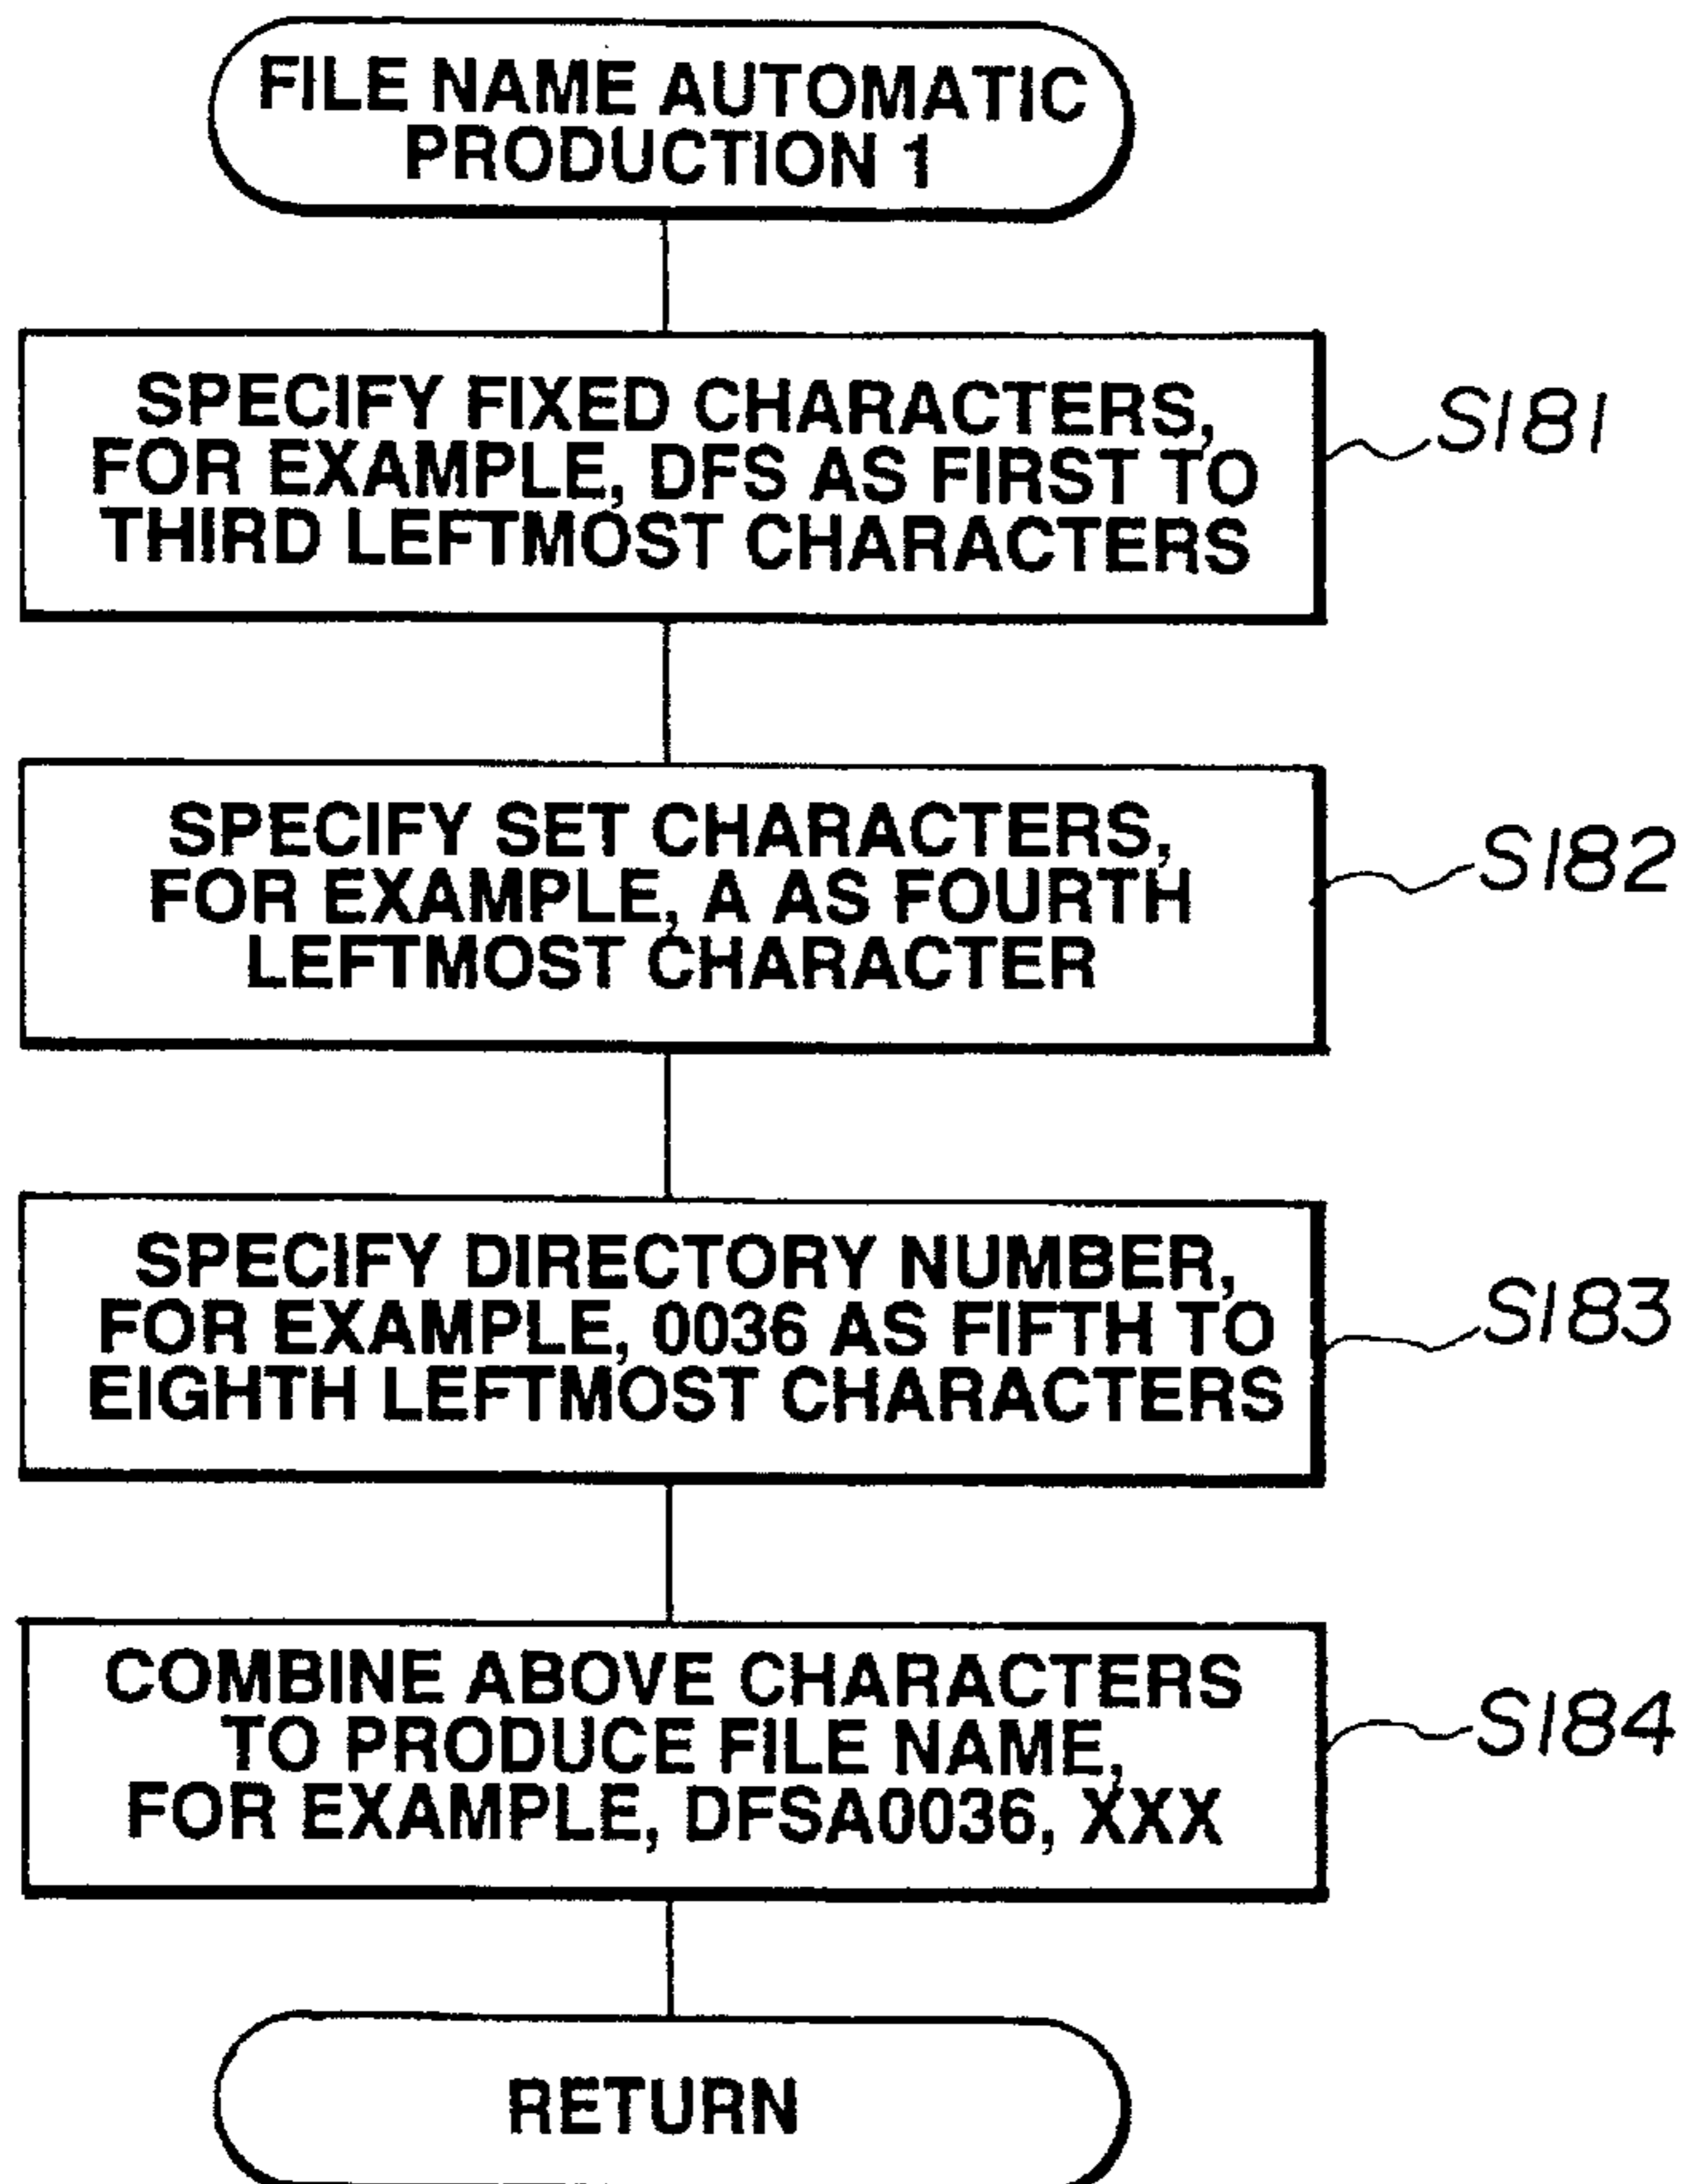 FILE NAME AUTOMATIC
PRODUCTION 1
SPECIFY FIXED CHARACTERS,
FOR EXAMPLE, DFS AS FIRST TO
THIRD LEFTMOST CHARACTERS
S181
SPECIFY SET CHARACTERS,
FOR EXAMPLE, A AS FOURTH
LEFTMOST CHARACTER
S182
SPECIFY DIRECTORY NUMBER,
FOR EXAMPLE, 0036 AS FIFTH TO
EIGHTH LEFTMOST CHARACTERS
S183
COMBINE ABOVE CHARACTERS
TO PRODUCE FILE NAME,
FOR EXAMPLE, DFSA0036, XXX
S184
RETURN